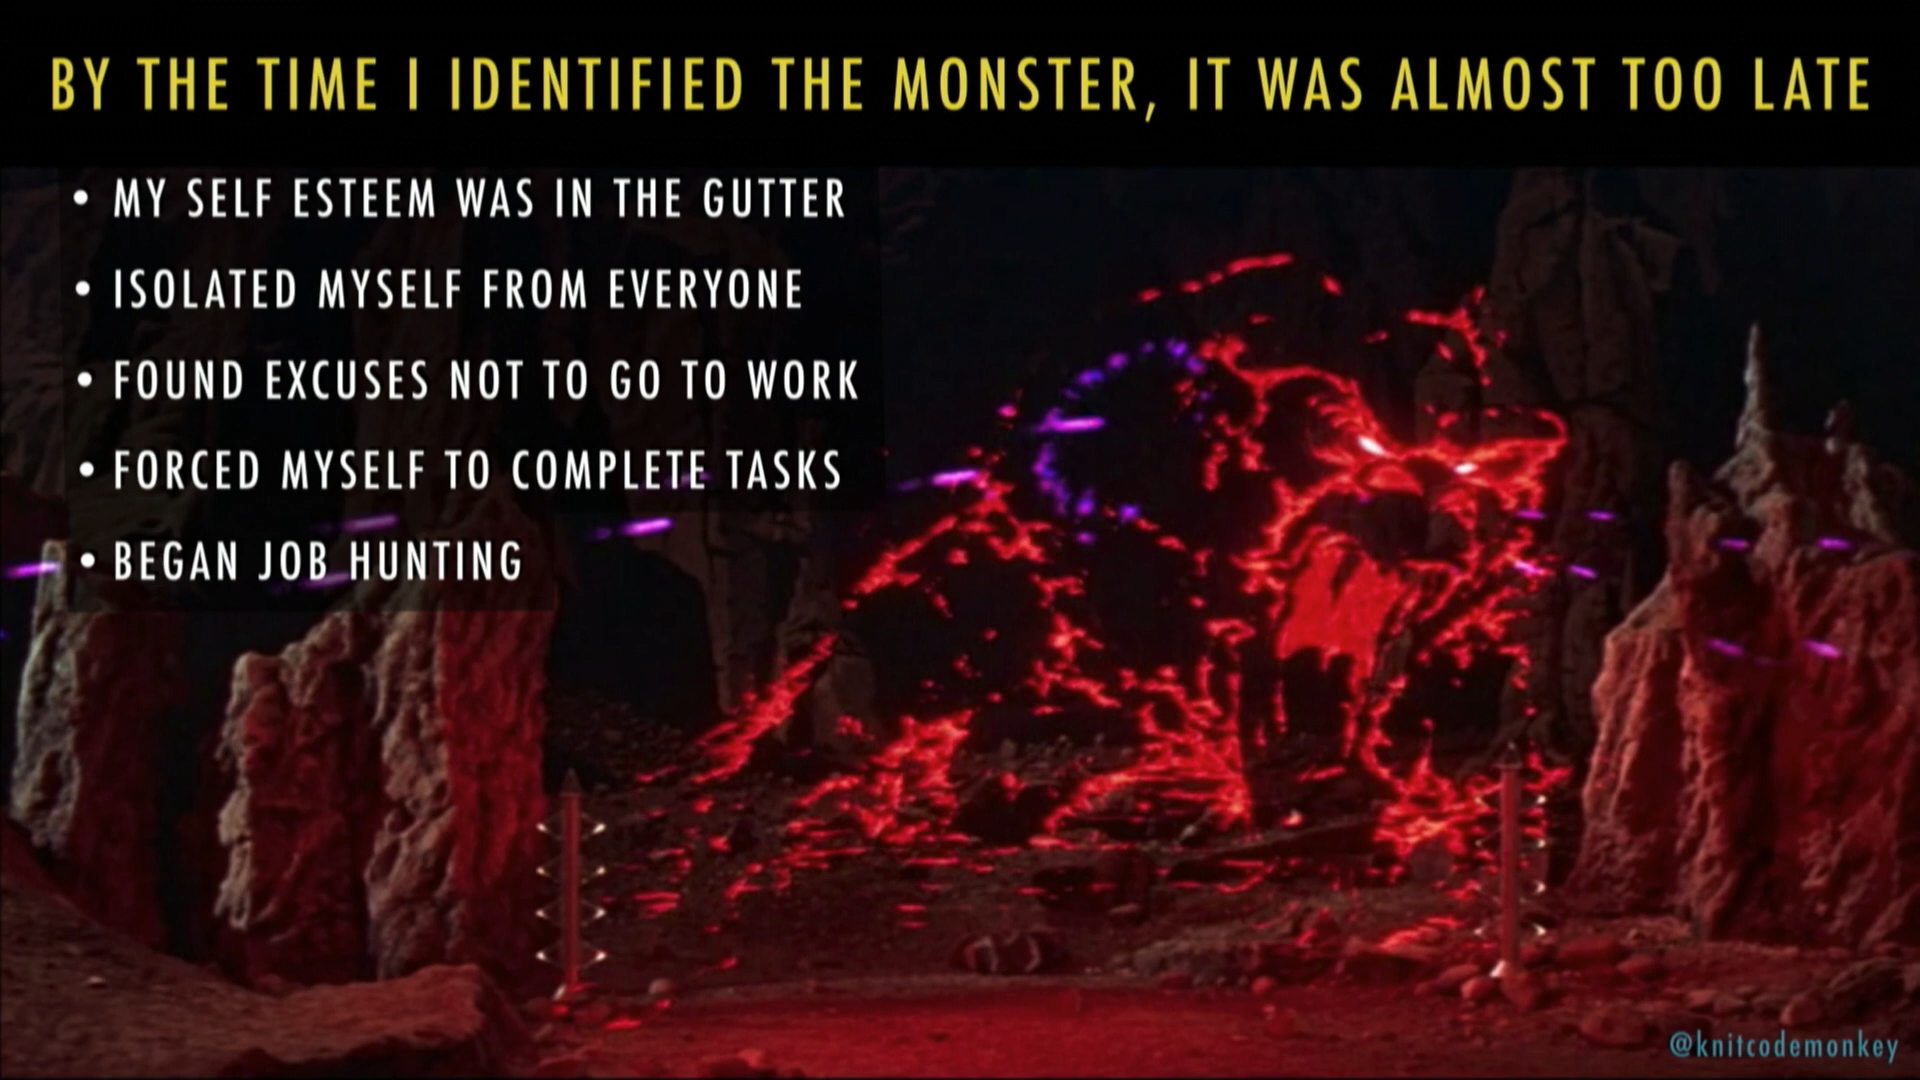 BY THE TIME I IDENTIFIED THE MONSTER, IT WAS ALMOST TOO LATE
• MY SELF ESTEEM WAS IN THE GUTTER
• ISOLATED MYSELF FROM EVERYONE
• FOUND EXCUSES NOT TO GO TO WORK
• FORCED MYSELF TO COMPLETE TASKS
• BEGAN JOB HUNTING
@knitcodemonkey